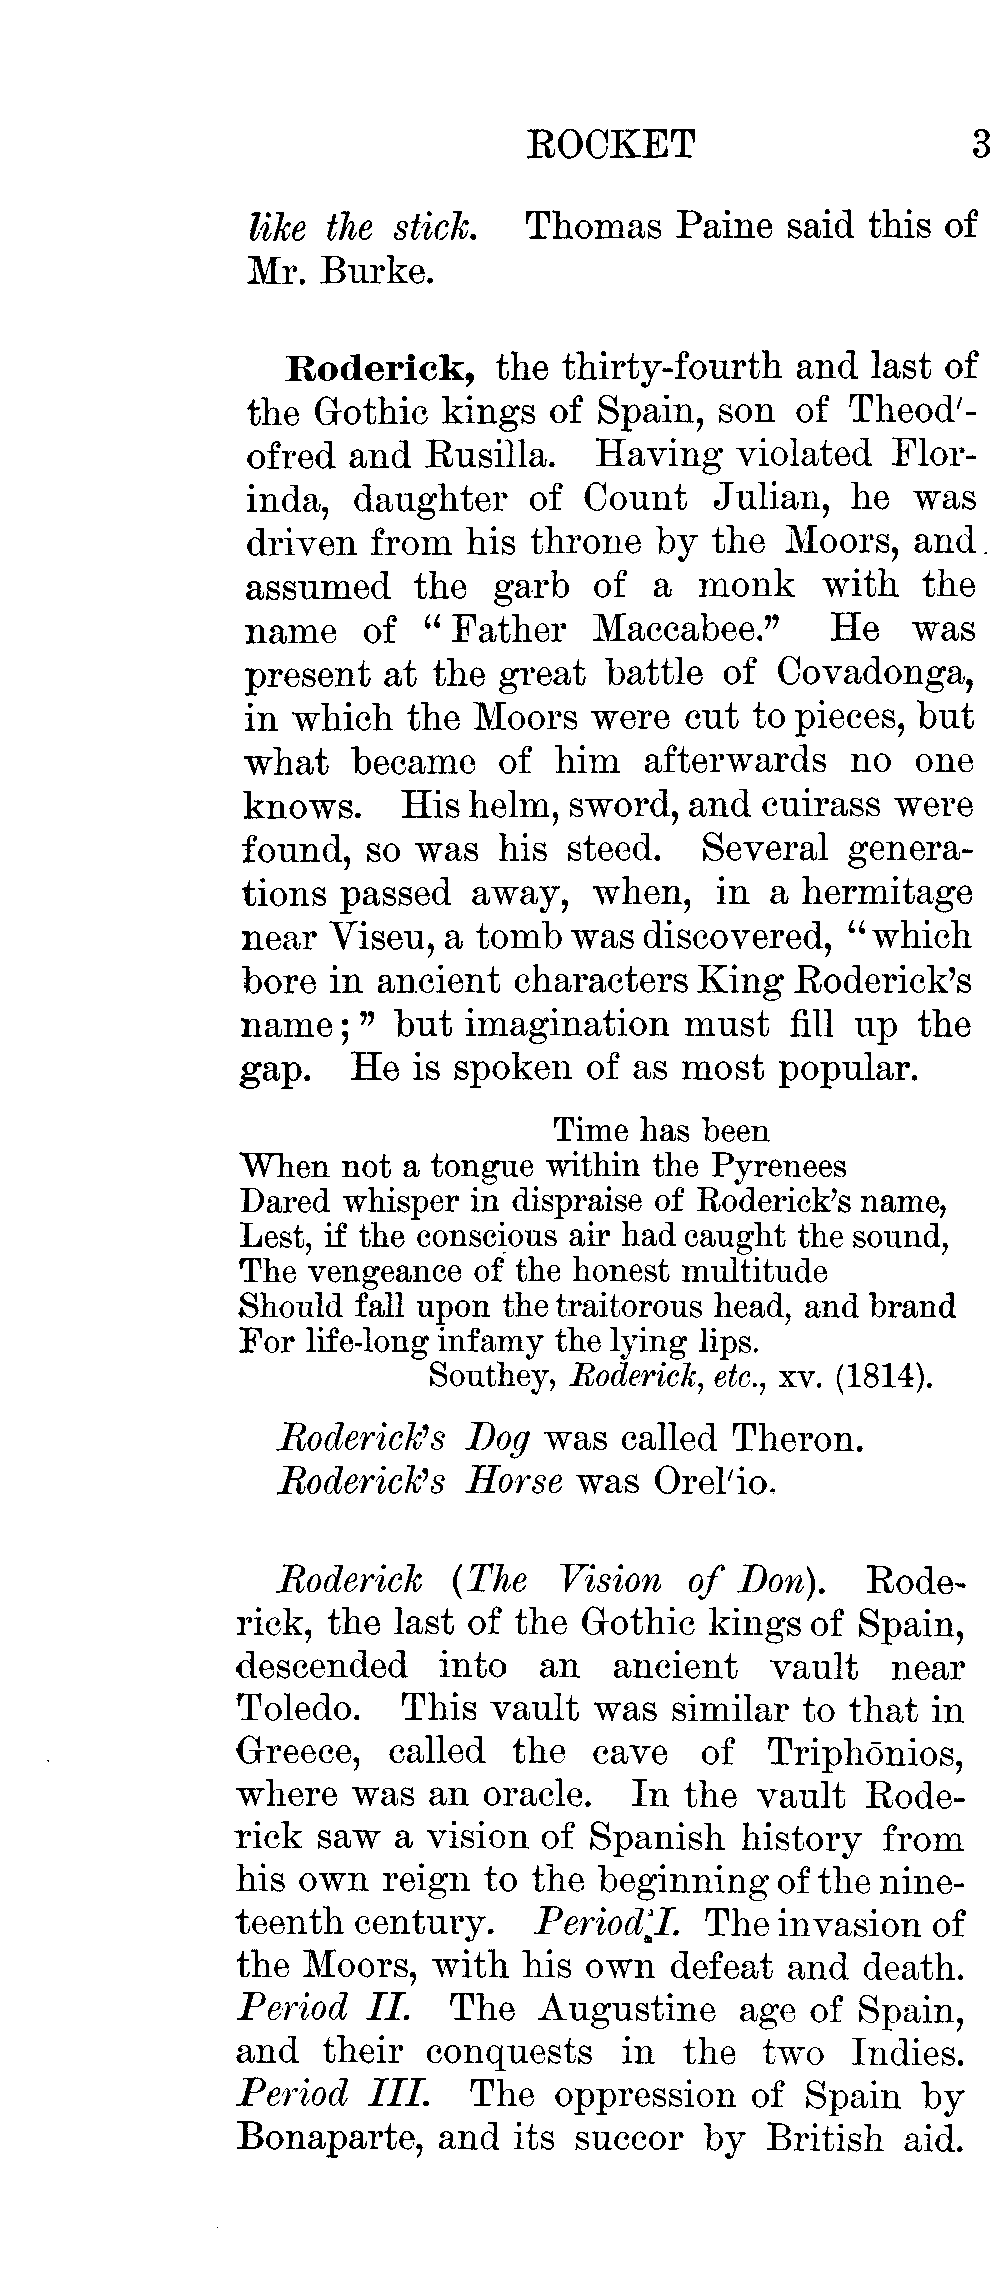 ROCKET 3
like the stick. Thomas Paine said this of
Mr. Burke.
Roderick, the thirty-fourth and last of
the Gothic kings of Spain, son of Theod'-
ofred and Rusilla. Having violated Flor-
inda, daughter of Count Julian, he was
driven from his throne by the Moors, and
assumed the garb of a monk with the
name of “Father Maccabee.” He was
present at the great battle of Covadonga,
in which the Moors were cut to pieces, but
what became of him afterwards no one
knows. His helm, sword, and cuirass were
found, so was his steed. Several genera-
tions passed away, when, in a hermitage
near Viseu, a tomb was discovered, “which
bore in ancient characters King Roderick’s
name;” but imagination must fill up the
gap. He is spoken of as most popular.
Time has been
When not a tongue within the Pyrenees
Dared whisper in dispraise of Roderick’s name,
Lest, if the conscious air had caught the sound,
The vengeance of the honest multitude
Should fall upon the traitorous head, and brand
For life-long infamy the lying lips.
Southey, Roderick, etc., xv. (1814).
Roderick’s Dog was called Theron.
Roderick’s Horse was Orel'io.
Roderick (The Vision of Don). Rode-
rick, the last of the Gothic kings of Spain,
descended into an ancient vault near
Toledo. This vault was similar to that in
Greece, called the cave of Triphōnios,
where was an oracle. In the vault Rode-
rick saw a vision of Spanish history from
his own reign to the beginning of the nine-
teenth century. Period I. The invasion of
the Moors, with his own defeat and death.
Period II. The Augustine age of Spain,
and their conquests in the two Indies.
Period III. The oppression of Spain by
Bonaparte, and its succor by British aid.